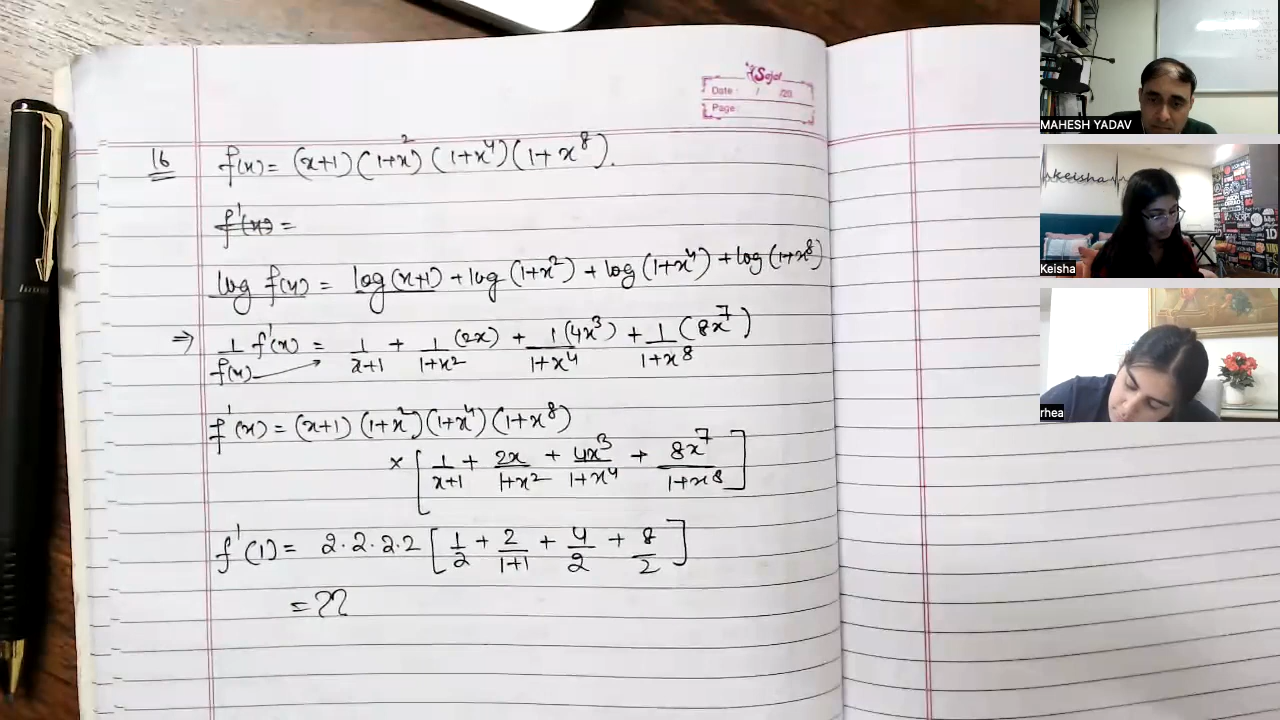 Sojal
Date : / /20
Page:
16 f(x) = (x+1) (1+x)² (1+x⁴) (1+x⁸).
f'(x) =
log f(x) = log (x+1) + log (1+x²) + log (1+x⁴) + log (1+x⁸)
⇒ 1/f(x) f'(x) = 1/(x+1) + 1/(1+x²) (2x) + 1/(1+x⁴) (4x³) + 1/(1+x⁸) (8x⁷)
f'(x) = (x+1) (1+x²) (1+x⁴) (1+x⁸)
× [1/(x+1) + 2x/(1+x²) + 4x³/(1+x⁴) + 8x⁷/(1+x⁸)]
f'(1) = 2.2.2.2 [1/2 + 2/(1+1) + 4/2 + 8/2]
= ??
MAHESH YADAV
keisha
Keisha
rhea